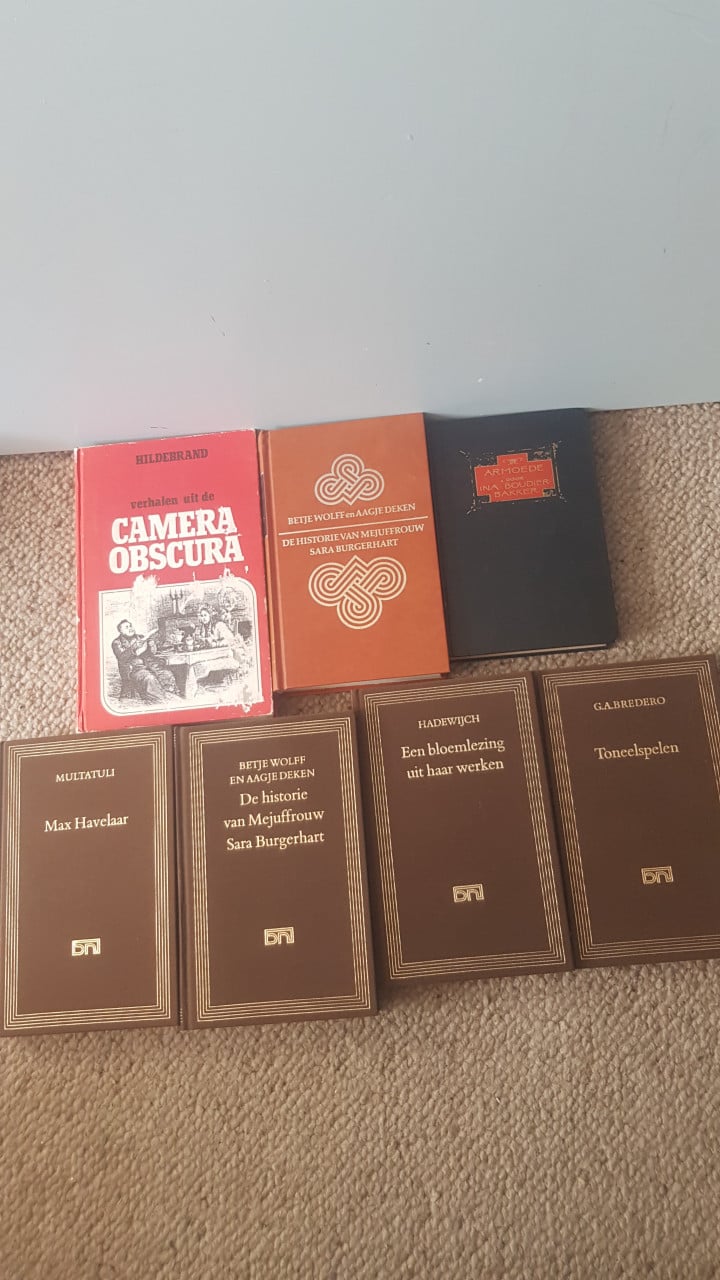 HILDEBRAND
verhalen uit de
CAMERA
OBSCURA
BETJE WOLFF en AAGJE DEKEN
DE HISTORIE VAN MEJUFFROUW
SARA BURGERHART
ARMOEDE
DOOR
INA BOUDIER
BAKKER
MULTATULI
Max Havelaar
BETJE WOLFF
EN AAGJE DEKEN
De historie
van Mejuffrouw
Sara Burgerhart
HADEWIJCH
Een bloemlezing
uit haar werken
G.A.BREDERO
Toneelspelen